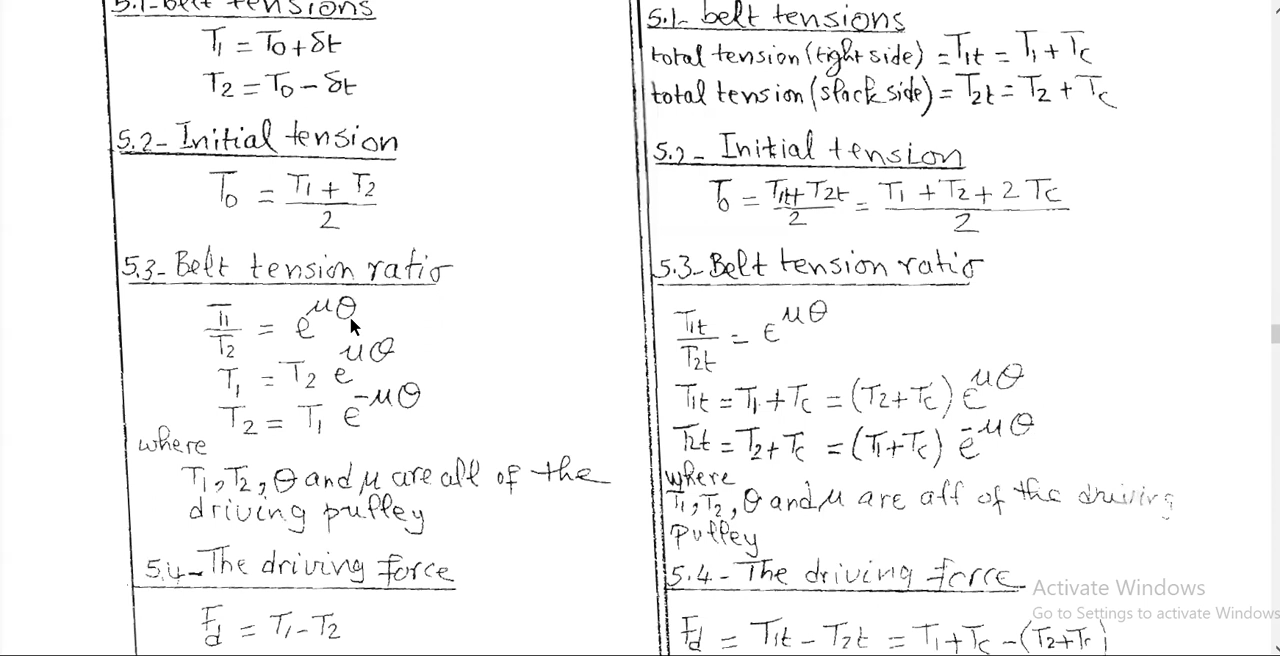 5.1-belt tensions
T1 = To + δt
T2 = To - δt
5.2- Initial tension
To = (T1 + T2)/2
5.3- Belt tension ratio
T1/T2 = e^μθ
T1 = T2 e^μθ
T2 = T1 e^-μθ
where
T1, T2, θ and μ are all of the
driving pulley
5.4- The driving force
Fd = T1 - T2
5.1- belt tensions
total tension (tight side) = T1t = T1 + Tc
total tension (slack side) = T2t = T2 + Tc
5.2- Initial tension
To = (T1t + T2t)/2 = (T1 + T2 + 2 Tc)/2
5.3- Belt tension ratio
T1t/T2t = e^μθ
T1t = T1 + Tc = (T2 + Tc) e^μθ
T2t = T2 + Tc = (T1 + Tc) e^-μθ
where
T1, T2, θ and μ are all of the driving
pulley
5.4- The driving force
Fd = T1t - T2t = T1 + Tc - (T2 + Tc)
Activate Windows
Go to Settings to activate Windows